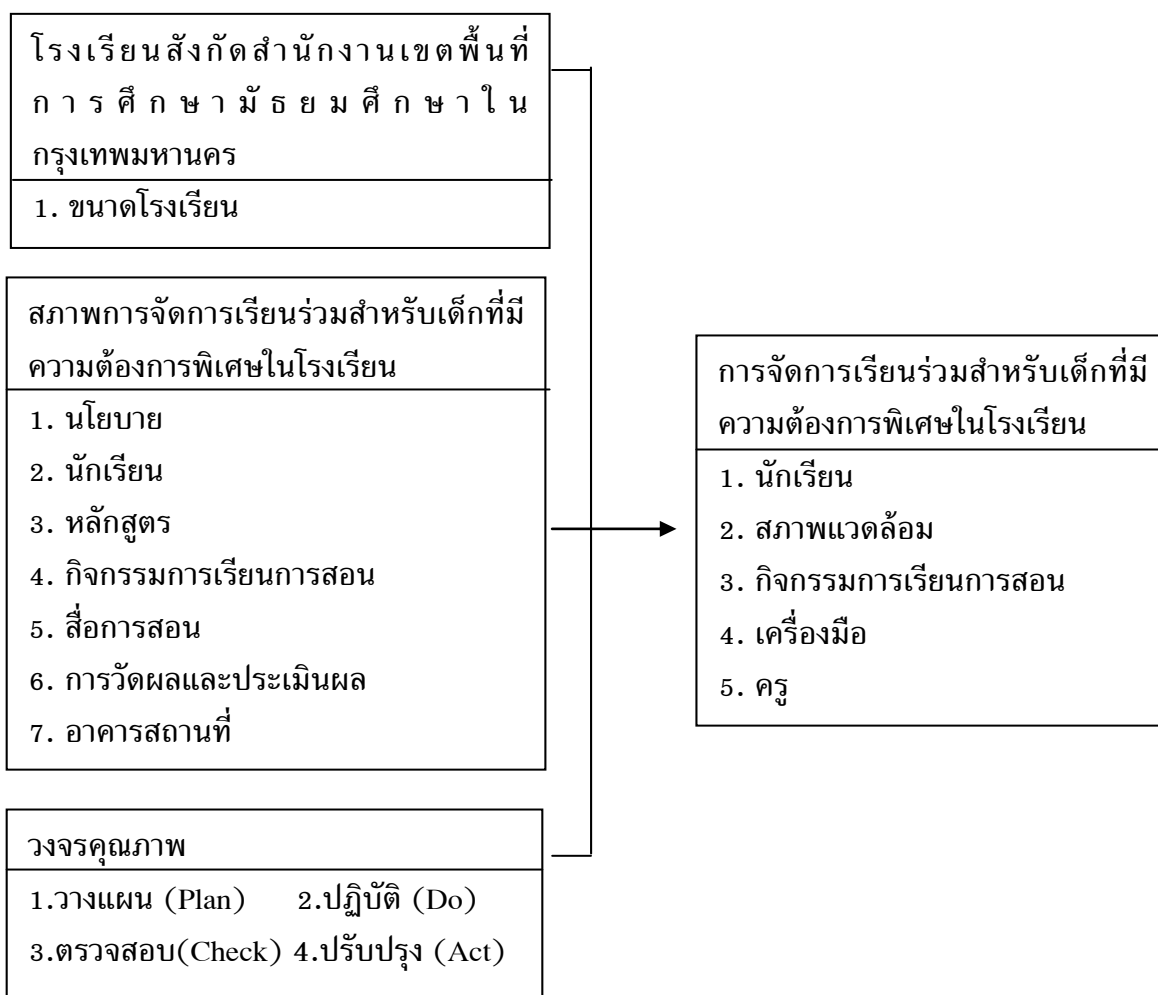 โรงเรียนสังกัดสำนักงานเขตพื้นที่
การศึกษามัธยมศึกษาใน
กรุงเทพมหานคร
1. ขนาดโรงเรียน
สภาพการจัดการเรียนร่วมสำหรับเด็กที่มี
ความต้องการพิเศษในโรงเรียน
1. นโยบาย
2. นักเรียน
3. หลักสูตร
4. กิจกรรมการเรียนการสอน
5. สื่อการสอน
6. การวัดผลและประเมินผล
7. อาคารสถานที่
วงจรคุณภาพ
1.วางแผน (Plan) 2.ปฏิบัติ (Do)
3.ตรวจสอบ(Check) 4.ปรับปรุง (Act)
การจัดการเรียนร่วมสำหรับเด็กที่มี
ความต้องการพิเศษในโรงเรียน
1. นักเรียน
2. สภาพแวดล้อม
3. กิจกรรมการเรียนการสอน
4. เครื่องมือ
5. ครู